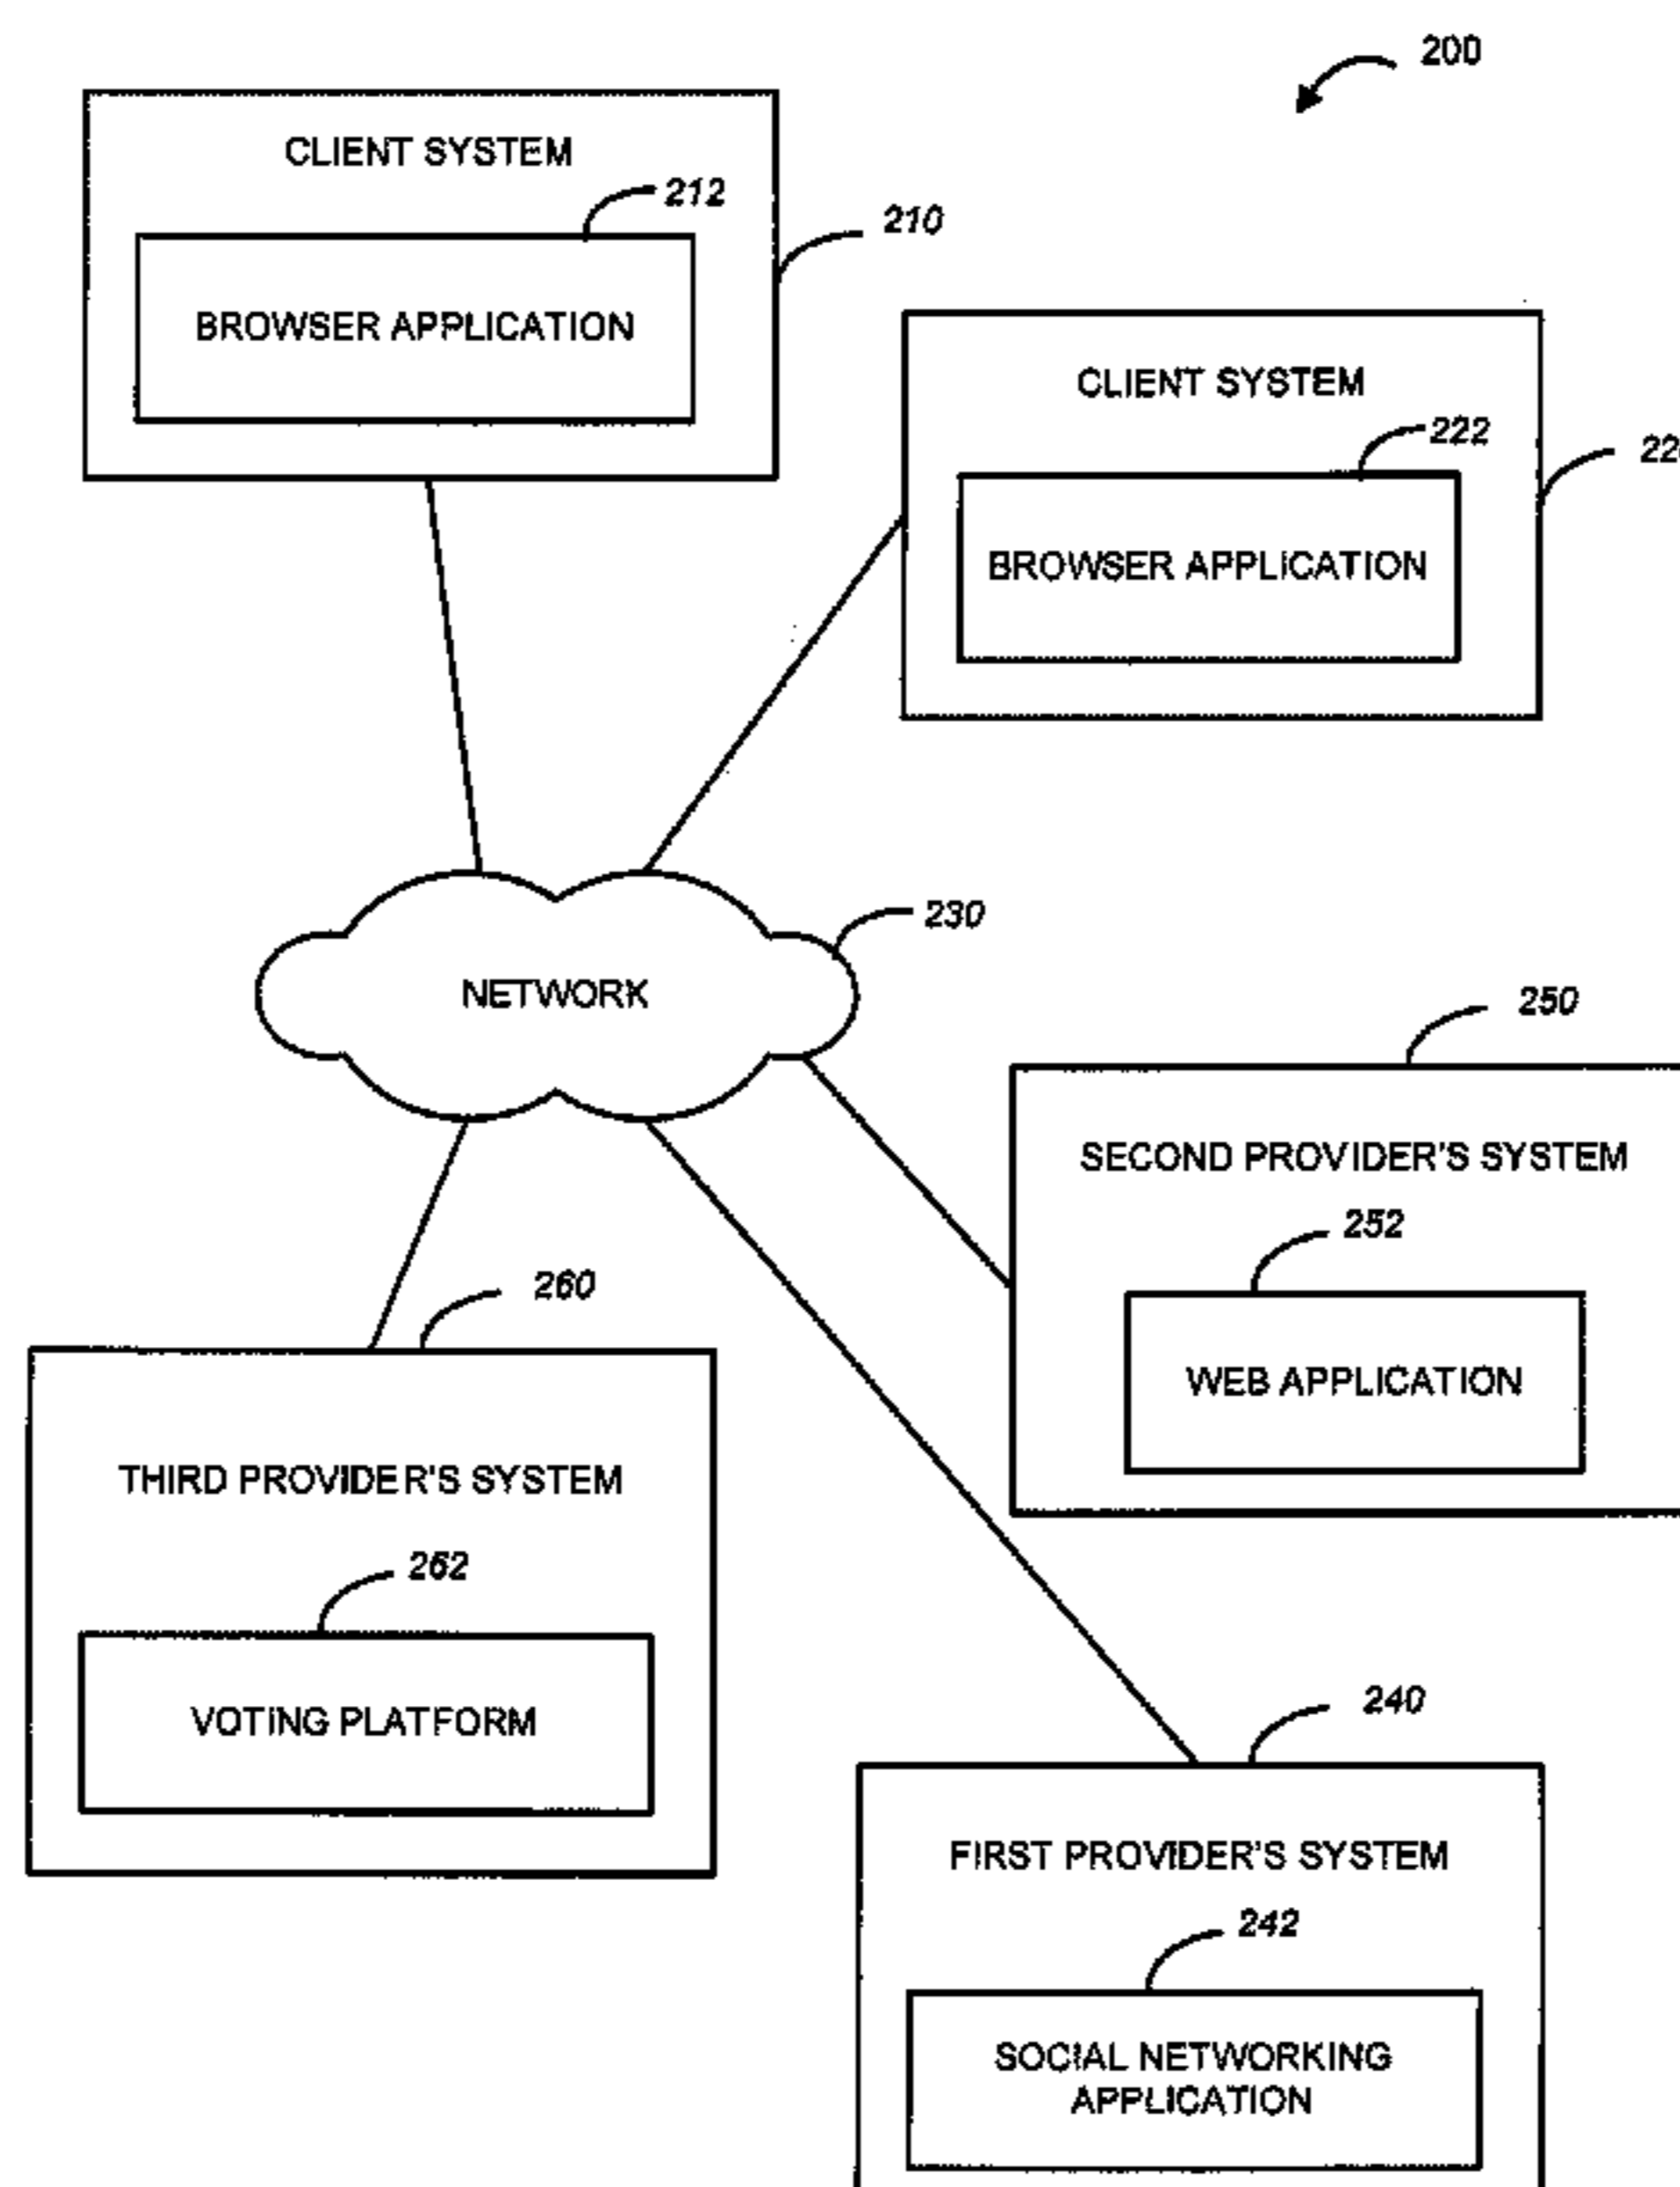 200
CLIENT SYSTEM
212
210
BROWSER APPLICATION
CLIENT SYSTEM
222
BROWSER APPLICATION
230
NETWORK
250
SECOND PROVIDER'S SYSTEM
252
WEB APPLICATION
260
THIRD PROVIDER'S SYSTEM
262
VOTING PLATFORM
240
FIRST PROVIDER'S SYSTEM
242
SOCIAL NETWORKING
APPLICATION